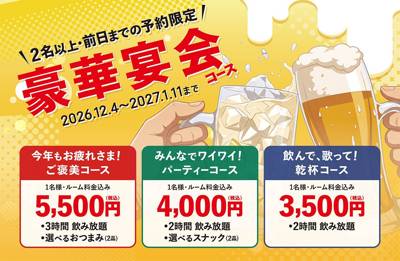 2名以上・前日までの予約限定
豪華宴会
コース
2026.12.4～2027.1.11まで
今年もお疲れさま!
ご褒美コース
1名様・ルーム料金込み
5,500円(税込)
・3時間 飲み放題
・選べるおつまみ(2品)
みんなでワイワイ!
パーティーコース
1名様・ルーム料金込み
4,000円(税込)
・2時間 飲み放題
・選べるスナック(2品)
飲んで、歌って!
乾杯コース
1名様・ルーム料金込み
3,500円(税込)
・2時間 飲み放題